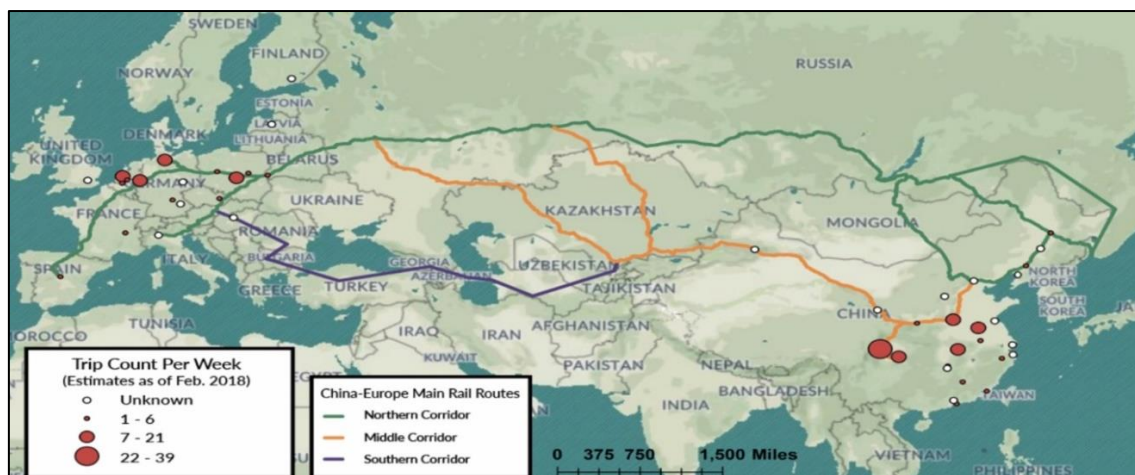 SWEDEN
FINLAND
NORWAY
RUSSIA
ESTONIA
LATVIA
DENMARK
LITHUANIA
UNITED
KINGDOM
BELARUS
GERMANY
UKRAINE
FRANCE
KAZAKHSTAN
MONGOLIA
ROMANIA
ITALY
BULGARIA
SPAIN
GEORGIA
UZBEKISTAN
NORTH
KOREA
AZERBAIJAN
GREECE
TURKEY
TAJIKISTAN
SOUTH
KOREA
CHINA
TUNISIA
IRAQ
IRAN
AFGHANISTAN
MOROCCO
KUWAIT
PAKISTAN
NEPAL
BANGLADESH
TAIWAN
INDIA
VIETNAM
PHILIPPINES
Trip Count Per Week
(Estimates as of Feb. 2018)
Unknown
1 - 6
7 - 21
22 - 39
China-Europe Main Rail Routes
Northern Corridor
Middle Corridor
Southern Corridor
0 375 750 1,500 Miles